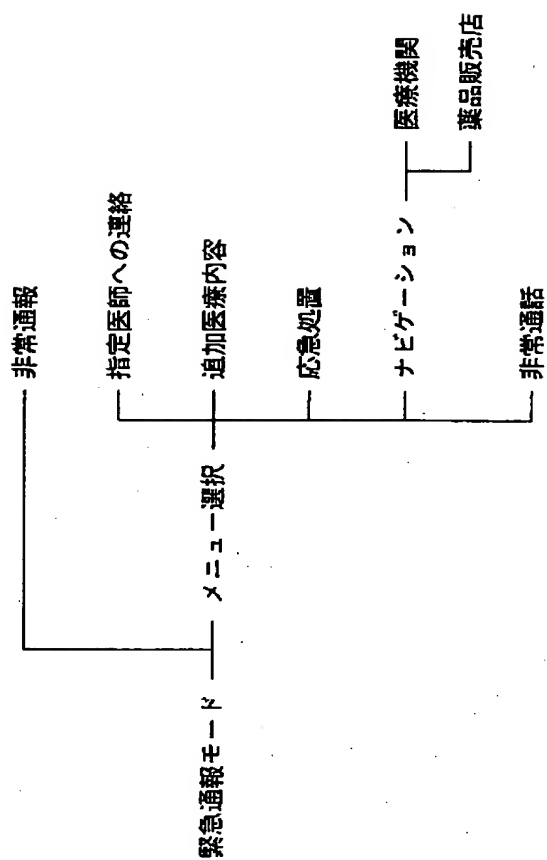 緊急通報モード
メニュー選択
非常通報
指定医師への連絡
追加医療内容
応急処置
ナビゲーション
医療機関
薬品販売店
非常通話